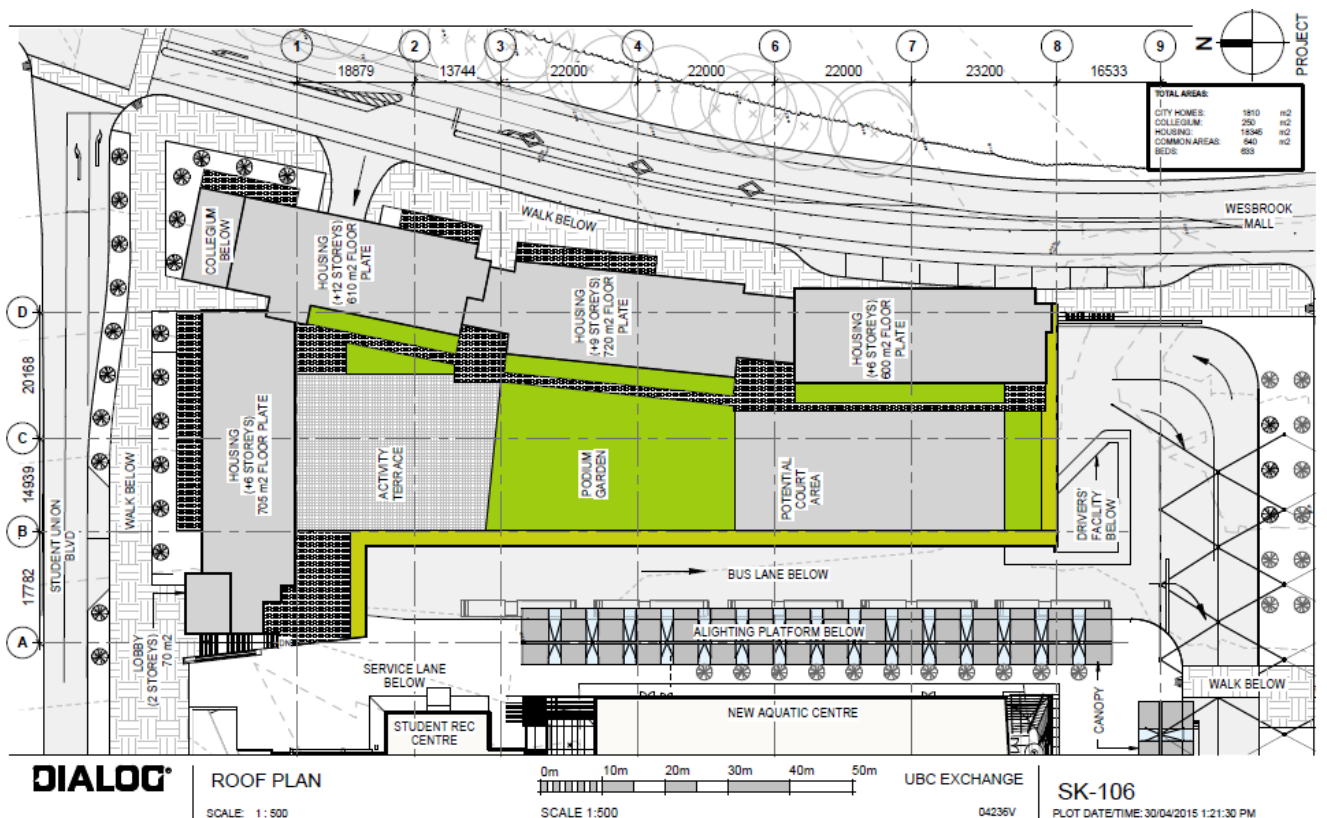 1 2 3 4 6 7 8 9
18879 13744 22000 22000 22000 23200 16533
N
PROJECT
TOTAL AREAS:
CITY HOMES: 1810 m2
COLLEGIUM: 250 m2
HOUSING: 18345 m2
COMMON AREAS: 640 m2
BEDS: 633
WESBROOK
MALL
WALK BELOW
COLLEGIUM
BELOW
HOUSING
(+12 STOREYS)
610 m2 FLOOR
PLATE
HOUSING
(+9 STOREYS)
720 m2 FLOOR
PLATE
HOUSING
(+6 STOREYS)
600 m2 FLOOR
PLATE
D
20168
C
14939
B
17782
A
STUDENT UNION
BLVD
WALK BELOW
HOUSING
(+6 STOREYS)
705 m2 FLOOR PLATE
ACTIVITY
TERRACE
PODIUM
GARDEN
POTENTIAL
COURT
AREA
DRIVERS'
FACILITY
BELOW
BUS LANE BELOW
ALIGHTING PLATFORM BELOW
LOBBY
(2 STOREYS)
70 m2
DN
SERVICE LANE
BELOW
STUDENT REC
CENTRE
NEW AQUATIC CENTRE
CANOPY
WALK BELOW
DIALOG®
ROOF PLAN
SCALE: 1 : 500
0m 10m 20m 30m 40m 50m
SCALE 1:500
UBC EXCHANGE
04236V
SK-106
PLOT DATE/TIME: 30/04/2015 1:21:30 PM